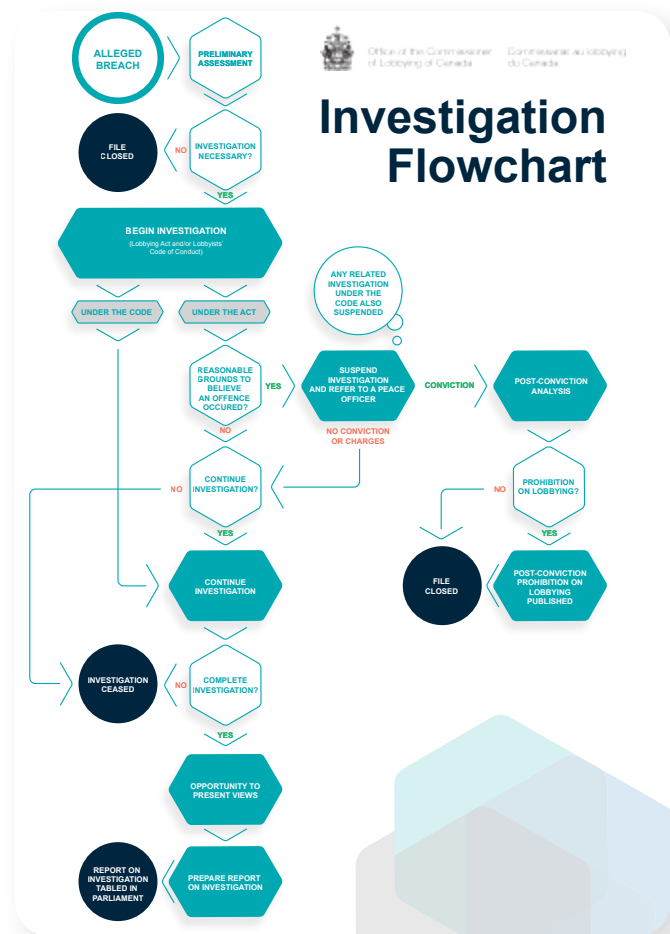 ALLEGED
BREACH
PRELIMINARY
ASSESSMENT
Office of the Commissioner
of Lobbying of Canada
Commissariat au lobbying
du Canada
Investigation
Flowchart
FILE
CLOSED
NO
INVESTIGATION
NECESSARY?
YES
BEGIN INVESTIGATION
(Lobbying Act and/or Lobbyists'
Code of Conduct)
UNDER THE CODE
UNDER THE ACT
ANY RELATED
INVESTIGATION
UNDER THE
CODE ALSO
SUSPENDED
REASONABLE
GROUNDS TO
BELIEVE
AN OFFENCE
OCCURED?
YES
SUSPEND
INVESTIGATION
AND REFER TO A PEACE
OFFICER
CONVICTION
POST-CONVICTION
ANALYSIS
NO
NO CONVICTION
OR CHARGES
NO
CONTINUE
INVESTIGATION?
YES
NO
PROHIBITION
ON LOBBYING?
YES
CONTINUE
INVESTIGATION
FILE
CLOSED
POST-CONVICTION
PROHIBITION ON
LOBBYING
PUBLISHED
INVESTIGATION
CEASED
NO
COMPLETE
INVESTIGATION?
YES
OPPORTUNITY TO
PRESENT VIEWS
REPORT ON
INVESTIGATION
TABLED IN
PARLIAMENT
PREPARE REPORT
ON INVESTIGATION